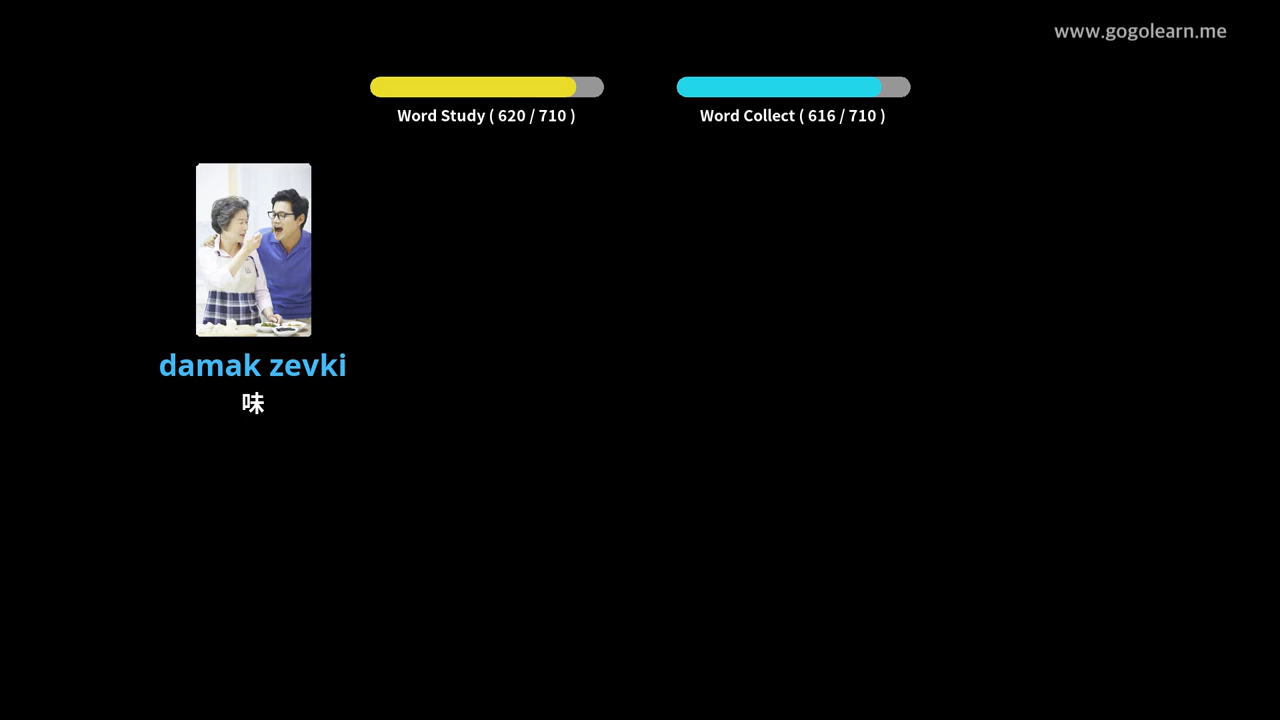 www.gogolearn.me
Word Study ( 620 / 710 )
Word Collect ( 616 / 710 )
damak zevki
味